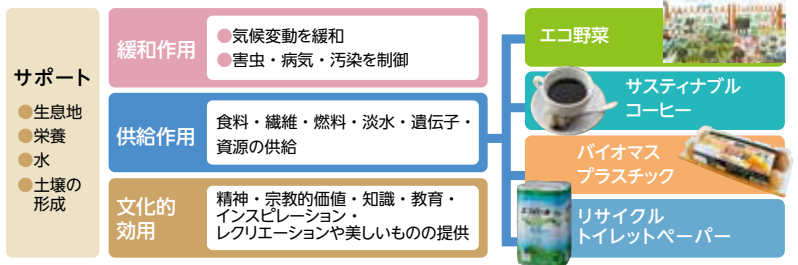 サポート
●生息地
●栄養
●水
●土壌の
形成
緩和作用
●気候変動を緩和
●害虫・病気・汚染を制御
供給作用
食料・繊維・燃料・淡水・遺伝子・
資源の供給
文化的
効用
精神・宗教的価値・知識・教育・
インスピレーション・
レクリエーションや美しいものの提供
エコ野菜
サスティナブル
コーヒー
バイオマス
プラスチック
リサイクル
トイレットペーパー